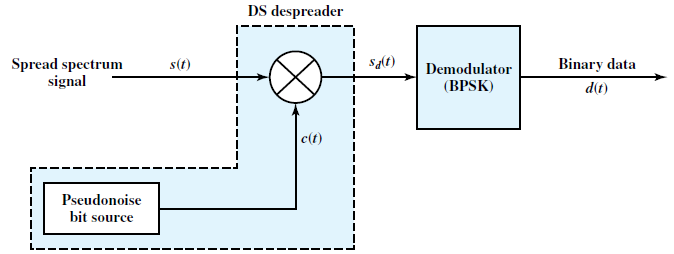 DS despreader
Spread spectrum
signal
s(t)
s_d(t)
Demodulator
(BPSK)
Binary data
d(t)
c(t)
Pseudonoise
bit source